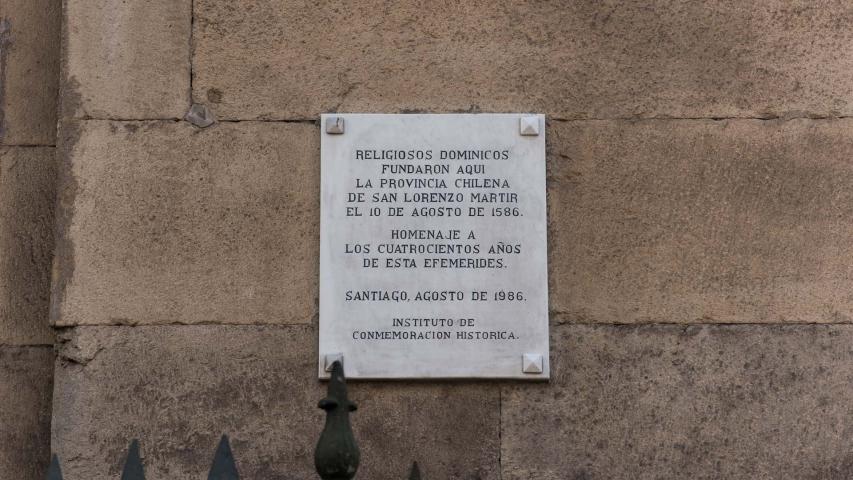 RELIGIOSOS DOMINICOS
FUNDARON AQUI
LA PROVINCIA CHILENA
DE SAN LORENZO MARTIR
EL 10 DE AGOSTO DE 1586.
HOMENAJE A
LOS CUATROCIENTOS AÑOS
DE ESTA EFEMERIDES.
SANTIAGO, AGOSTO DE 1986.
INSTITUTO DE
CONMEMORACION HISTORICA.